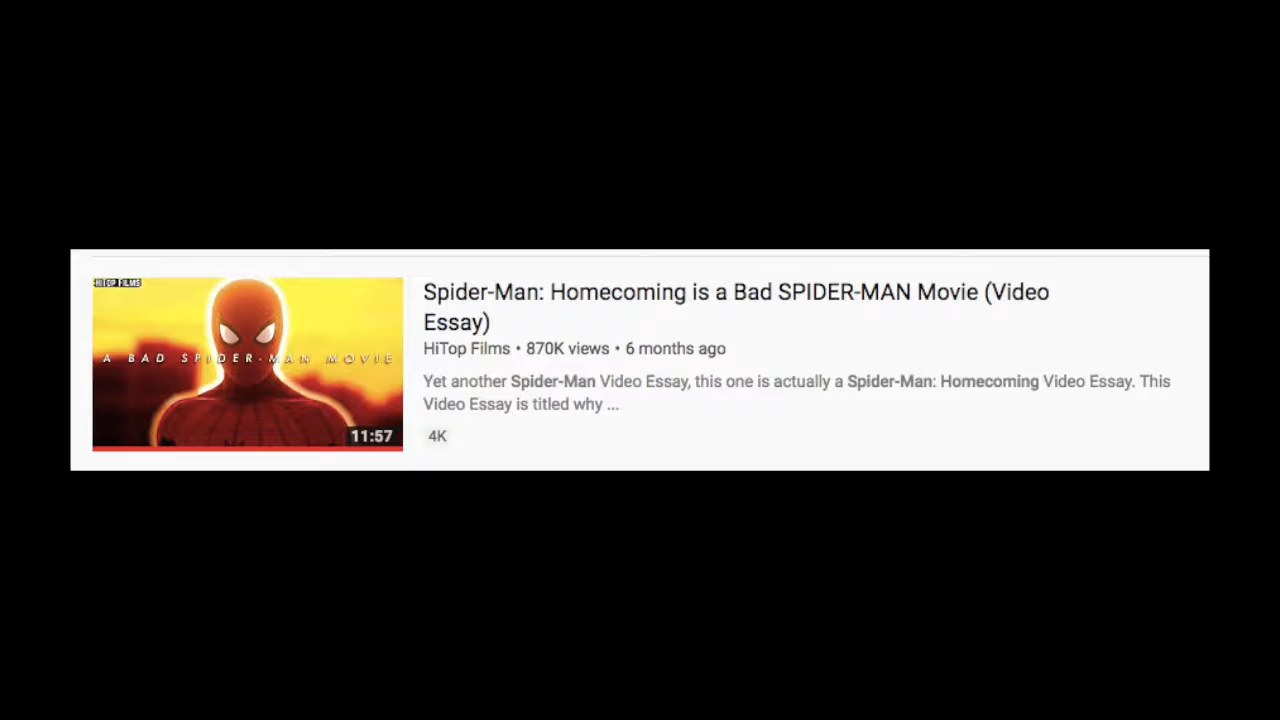 HiTOP FILMS
A BAD SPIDER-MAN MOVIE
11:57
Spider-Man: Homecoming is a Bad SPIDER-MAN Movie (Video
Essay)
HiTop Films • 870K views • 6 months ago
Yet another Spider-Man Video Essay, this one is actually a Spider-Man: Homecoming Video Essay. This
Video Essay is titled why ...
4K